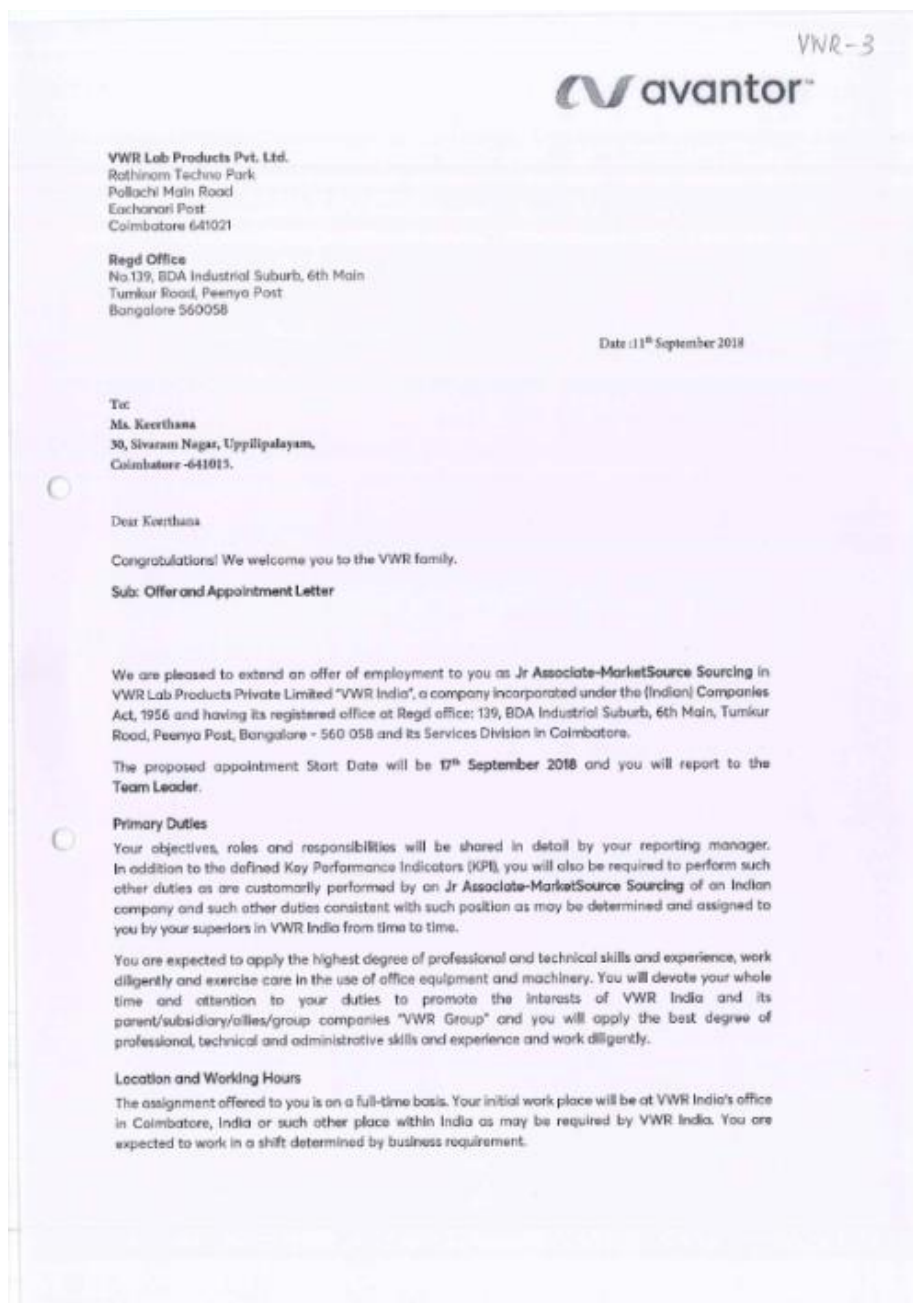 VWR-3
avantor™
VWR Lab Products Pvt. Ltd.
Rathinam Techno Park
Pollachi Main Road
Eachanari Post
Coimbatore 641021
Regd Office
No.139, BDA Industrial Suburb, 6th Main
Tumkur Road, Peenya Post
Bangalore 560058
Date :11th September 2018
To:
Ms. Keerthana
30, Sivaram Nagar, Uppilipalayam,
Coimbatore -641015.
Dear Keerthana
Congratulations! We welcome you to the VWR family.
Sub: Offer and Appointment Letter
We are pleased to extend an offer of employment to you as Jr Associate-MarketSource Sourcing in
VWR Lab Products Private Limited "VWR India", a company incorporated under the (Indian) Companies
Act, 1956 and having its registered office at Regd office: 139, BDA Industrial Suburb, 6th Main, Tumkur
Road, Peenya Post, Bangalore - 560 058 and its Services Division in Coimbatore.
The proposed appointment Start Date will be 17th September 2018 and you will report to the
Team Leader.
Primary Duties
Your objectives, roles and responsibilities will be shared in detail by your reporting manager.
In addition to the defined Key Performance Indicators (KPI), you will also be required to perform such
other duties as are customarily performed by an Jr Associate-MarketSource Sourcing of an Indian
company and such other duties consistent with such position as may be determined and assigned to
you by your superiors in VWR India from time to time.
You are expected to apply the highest degree of professional and technical skills and experience, work
diligently and exercise care in the use of office equipment and machinery. You will devote your whole
time and attention to your duties to promote the interests of VWR India and its
parent/subsidiary/allies/group companies "VWR Group" and you will apply the best degree of
professional, technical and administrative skills and experience and work diligently.
Location and Working Hours
The assignment offered to you is on a full-time basis. Your initial work place will be at VWR India's office
in Coimbatore, India or such other place within India as may be required by VWR India. You are
expected to work in a shift determined by business requirement.